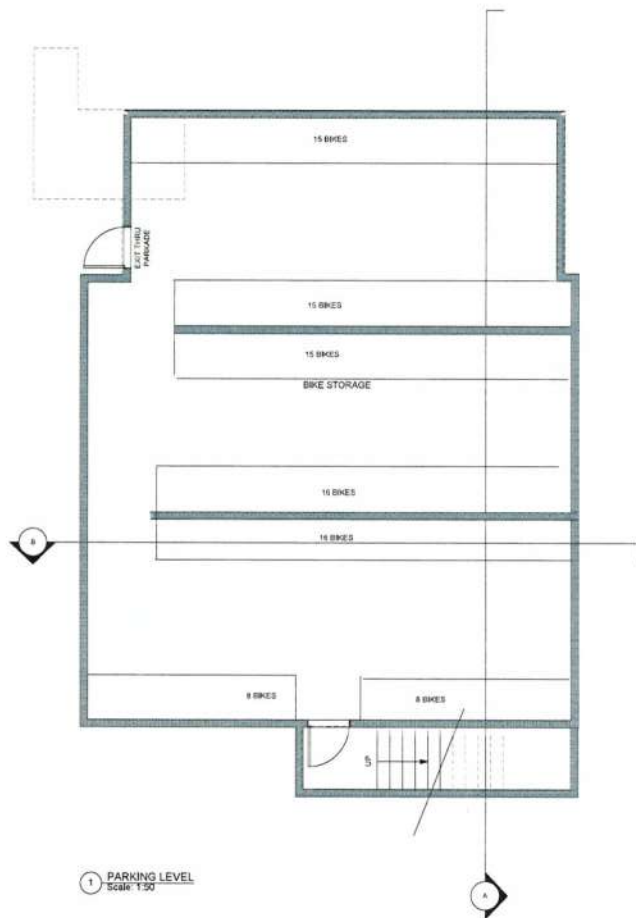 15 BIKES
EXIT THRU
PARKADE
15 BIKES
15 BIKES
BIKE STORAGE
16 BIKES
16 BIKES
B
8 BIKES
8 BIKES
UP
1 PARKING LEVEL
Scale: 1:50
A